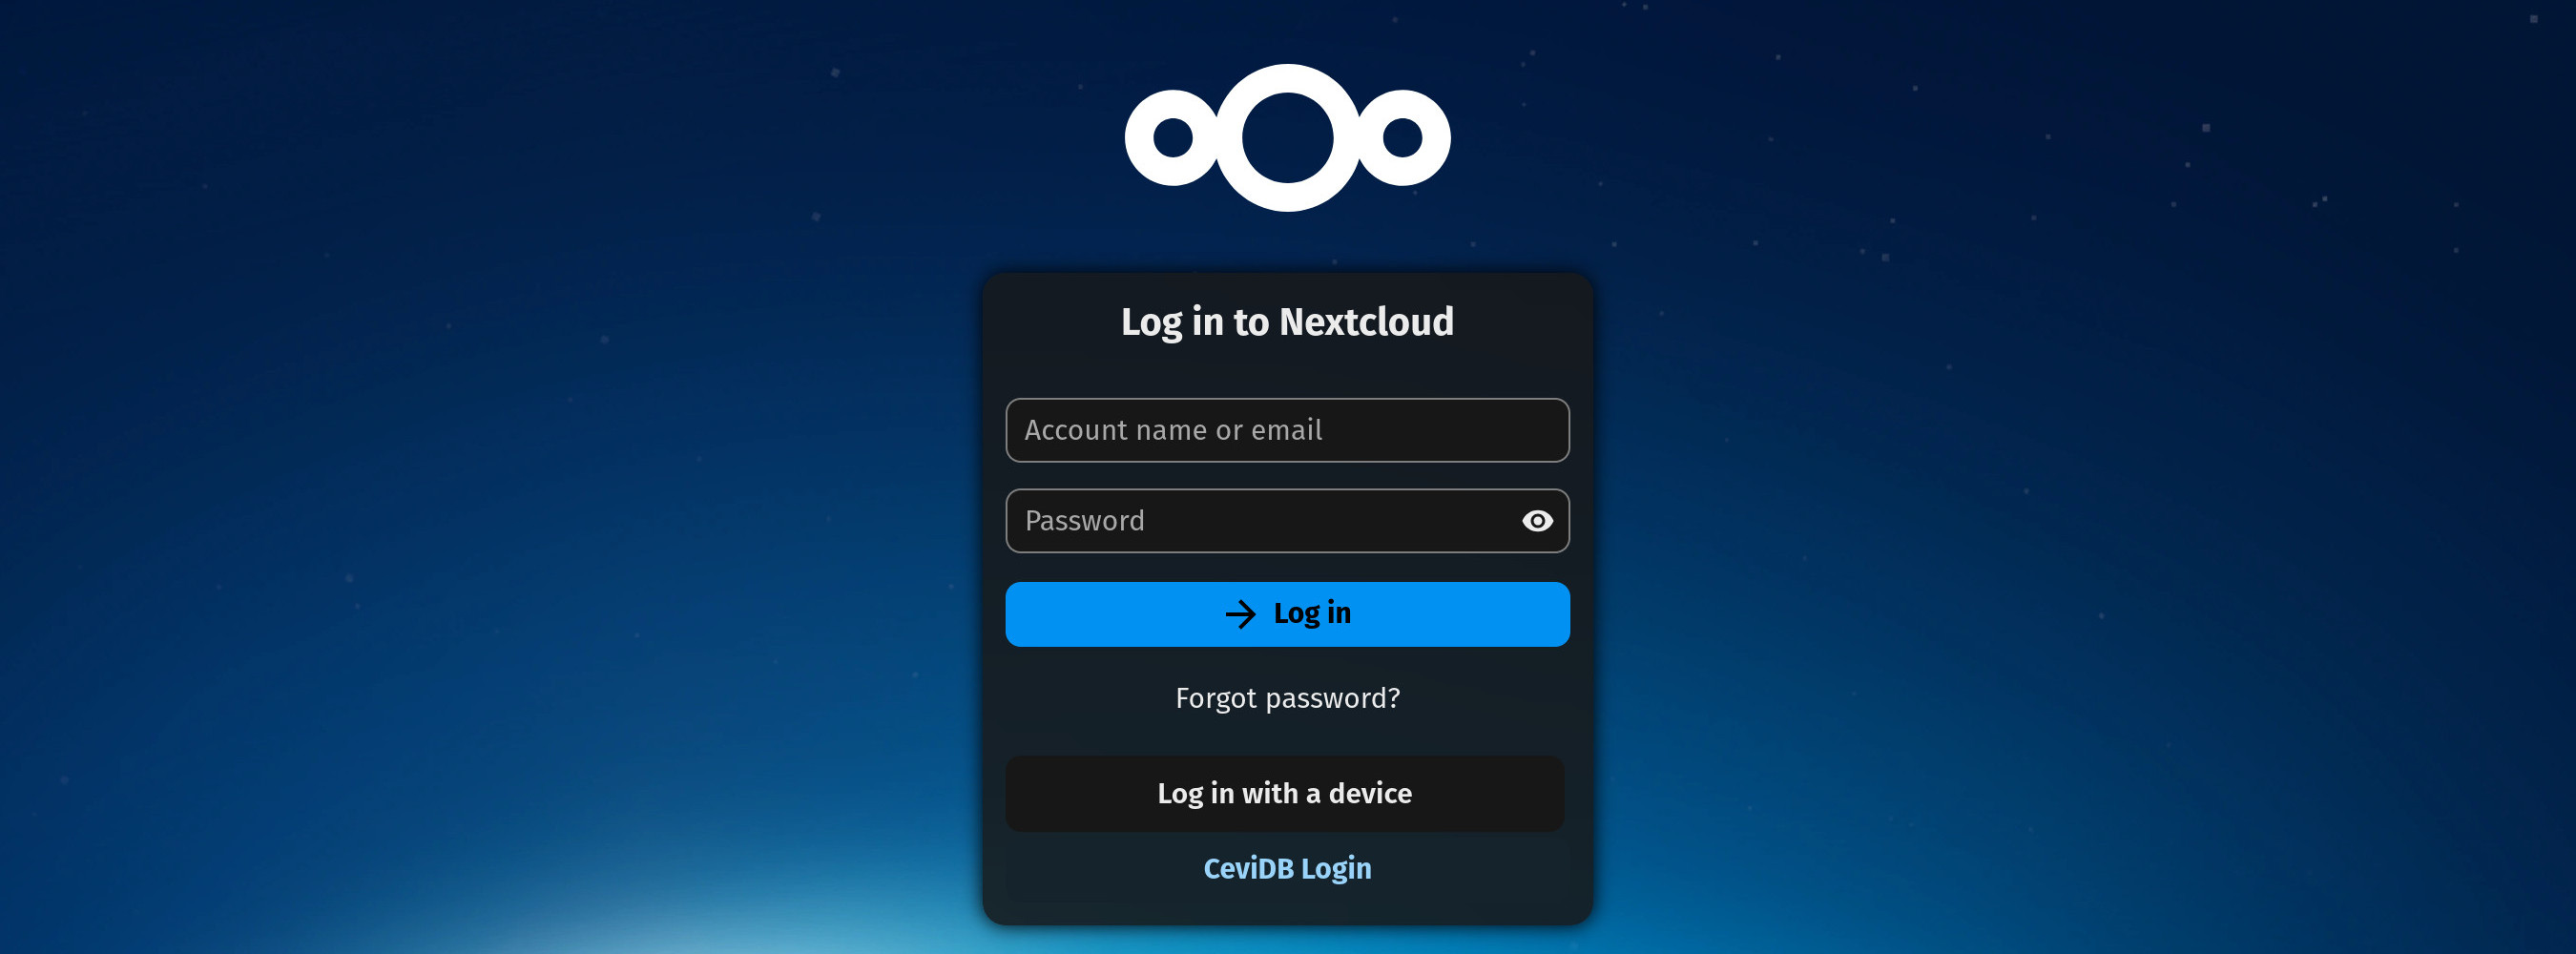 Log in to Nextcloud
Account name or email
Password
Log in
Forgot password?
Log in with a device
CeviDB Login